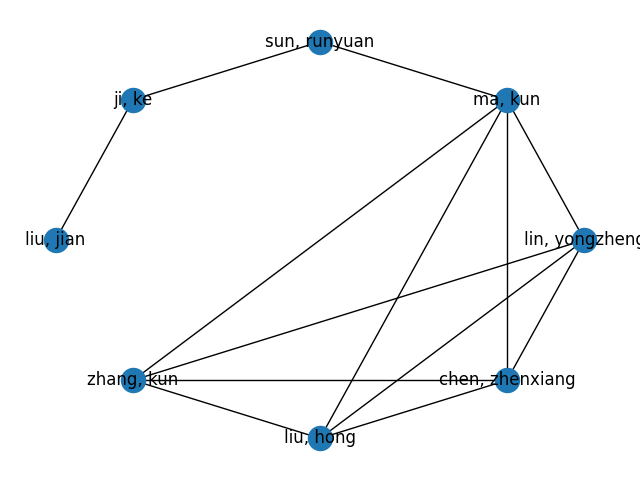 sun, runyuan
ji, ke
ma, kun
liu, jian
lin, yongzheng
zhang, kun
chen, zhenxiang
liu, hong